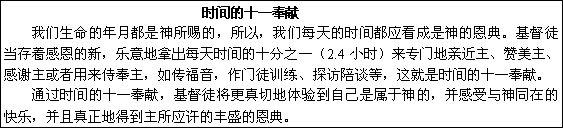 时间的十一奉献
我们生命的年月都是神所赐的，所以，我们每天的时间都应看成是神的恩典。基督徒
当存着感恩的新，乐意地拿出每天时间的十分之一（2.4 小时）来专门地亲近主、赞美主、
感谢主或者用来侍奉主，如传福音，作门徒训练、探访陪谈等，这就是时间的十一奉献。
通过时间的十一奉献，基督徒将更真切地体验到自己是属于神的，并感受与神同在的
快乐，并且真正地得到主所应许的丰盛的恩典。